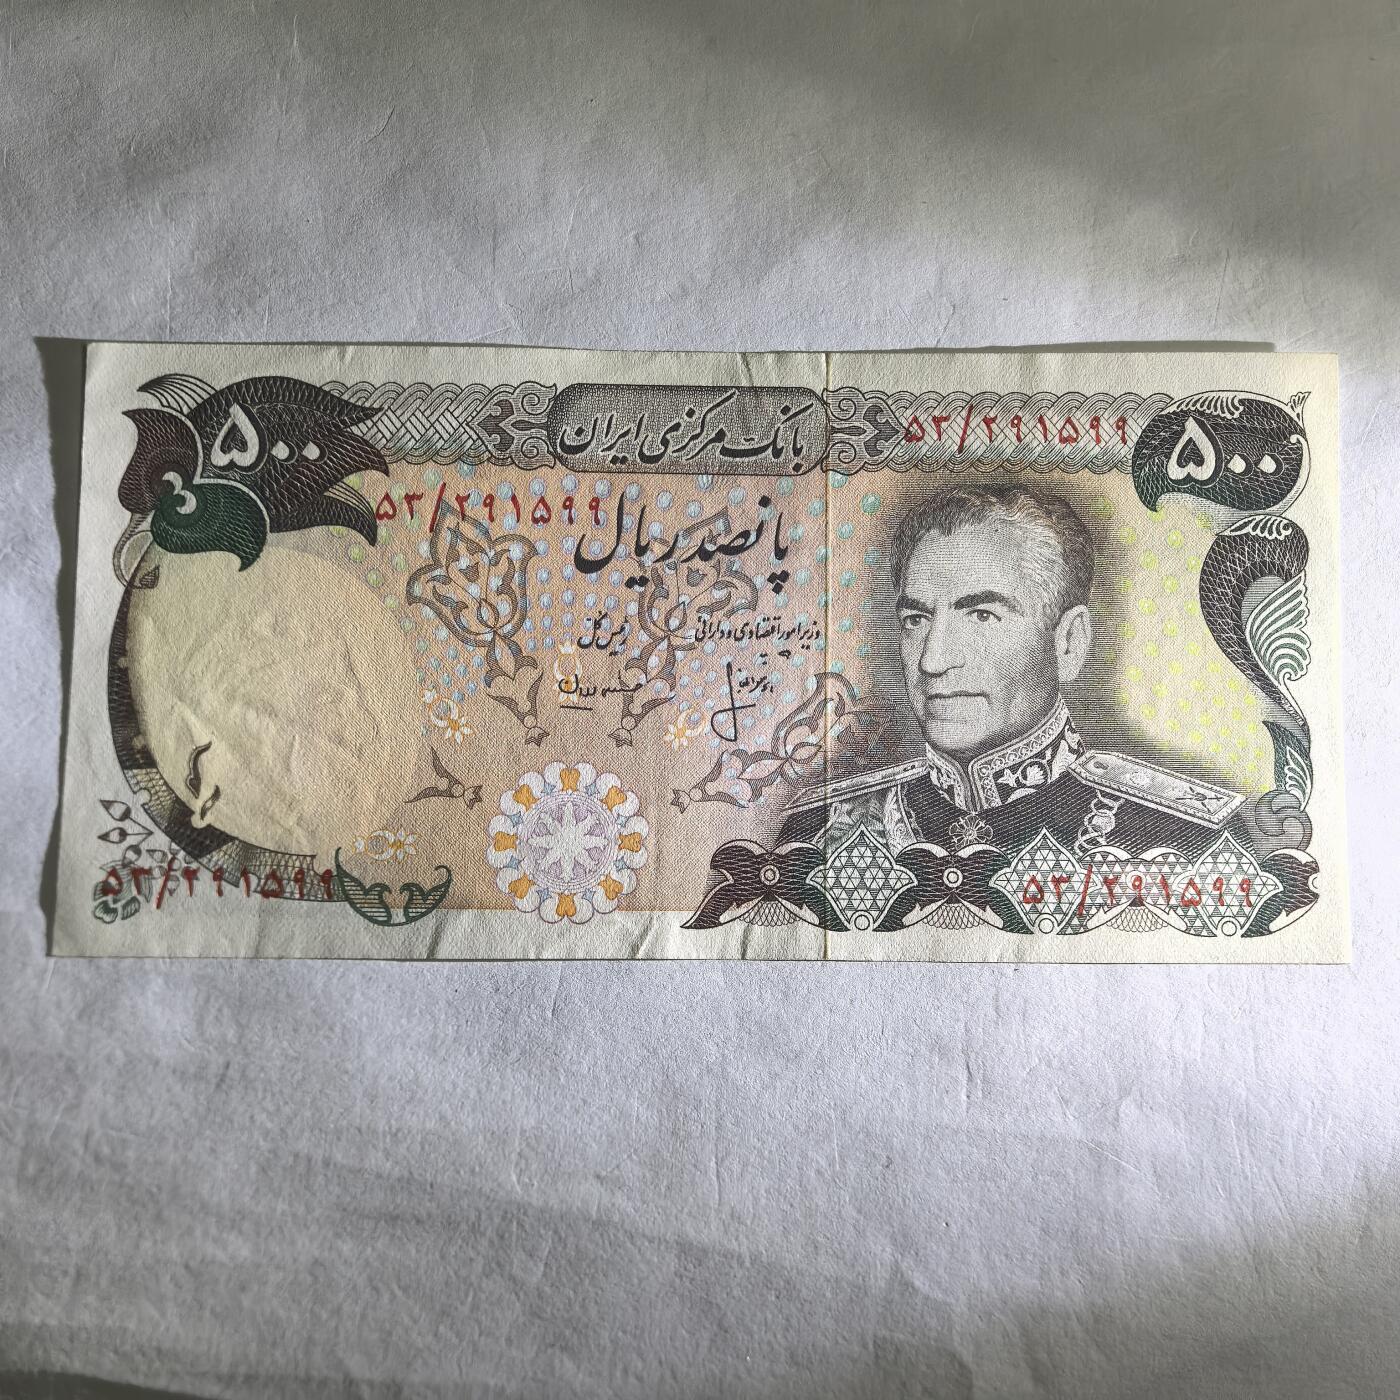 بانک مرکزی ایران
۵۰۰
۵۳/۲۹۱۵۹۹
۵۰۰
۵۳/۲۹۱۵۹۹
پانصد ریال
وزیر امور اقتصادی و دارائی
رئیس کل
۵۳/۲۹۱۵۹۹
۵۳/۲۹۱۵۹۹